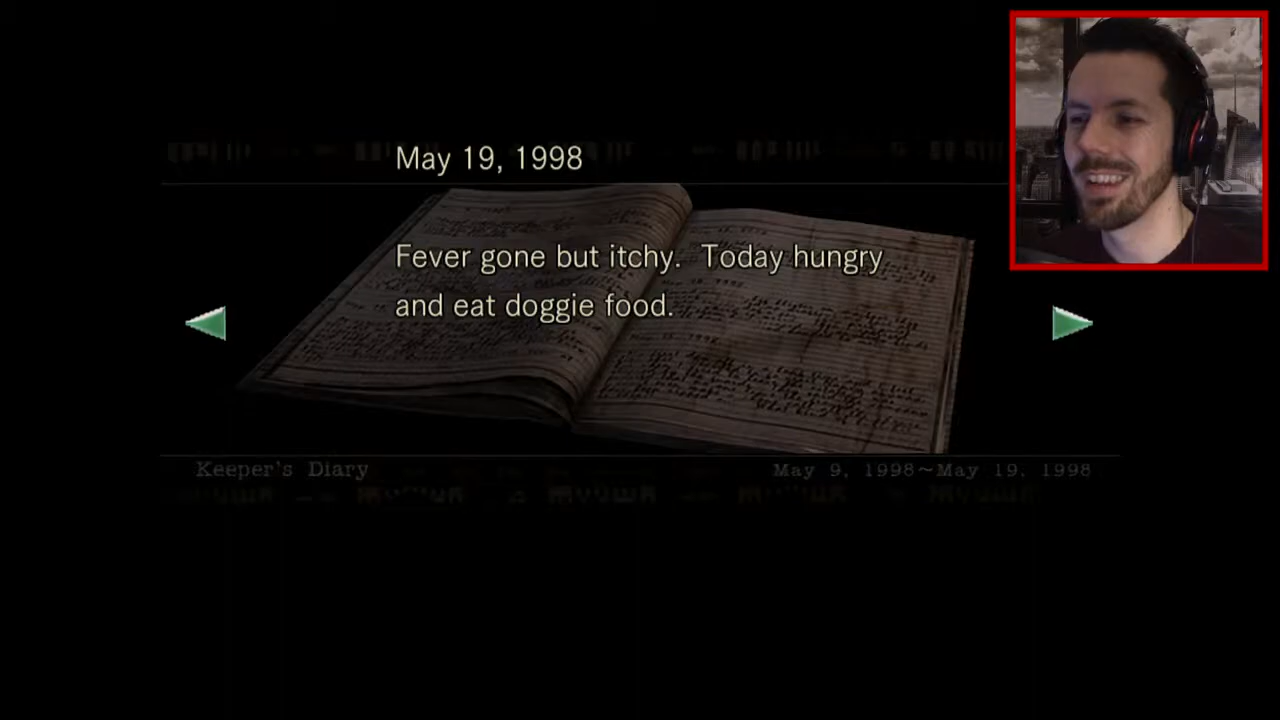 May 19, 1998
Fever gone but itchy. Today hungry
and eat doggie food.
Keeper's Diary
May 9, 1998~May 19, 1998